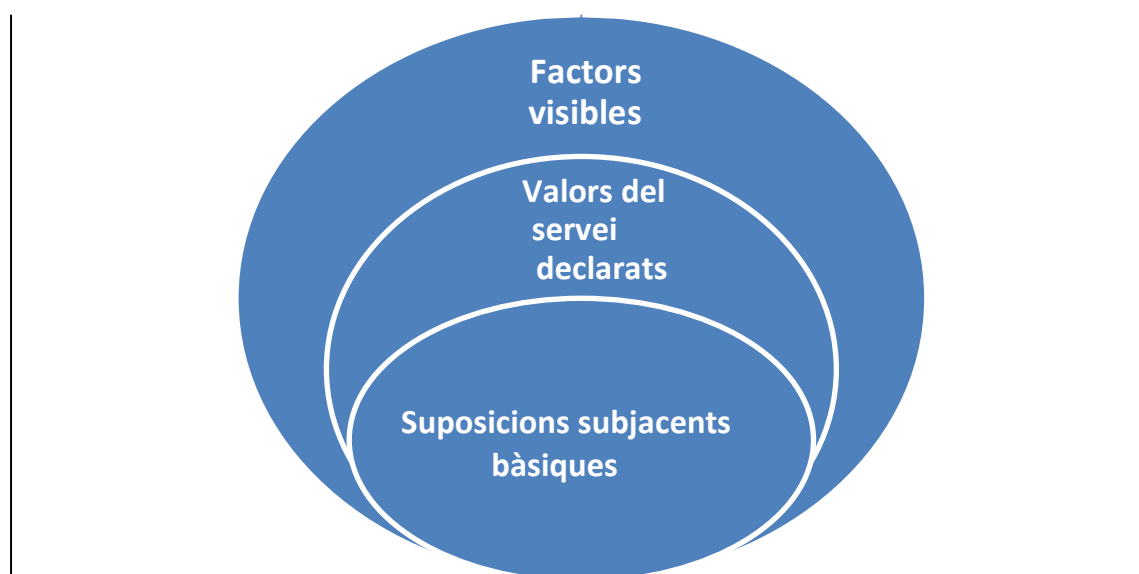 Factors
visibles
Valors del
servei
declarats
Suposicions subjacents
bàsiques